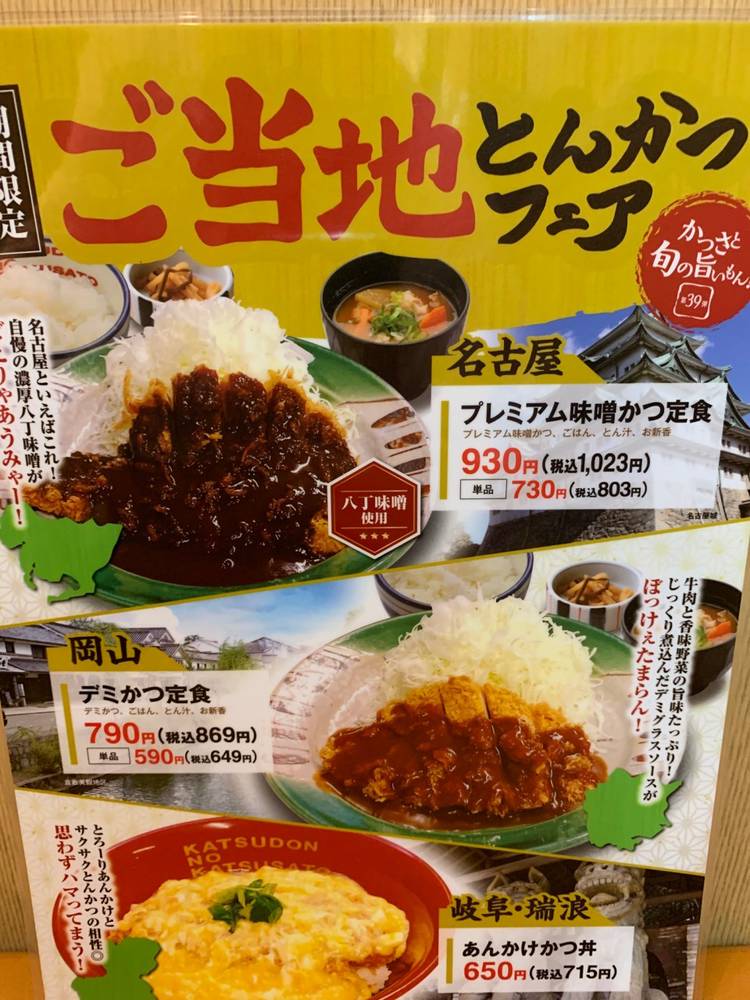 期間限定
ご当地とんかつ
フェア
かつさと
旬の旨いもん
第39弾
名古屋といえばこれ!
自慢の濃厚八丁味噌が
でらうみゃあうみゃー!
八丁味噌
使用
名古屋
プレミアム味噌かつ定食
プレミアム味噌かつ、ごはん、とん汁、お新香
930円(税込1,023円)
単品 730円(税込803円)
名古屋城
岡山
デミかつ定食
デミかつ、ごはん、とん汁、お新香
790円(税込869円)
単品 590円(税込649円)
倉敷美観地区
牛肉と香味野菜の旨味たっぷり!
じっくり煮込んだデミグラスソースが
ぼっけぇたまらん!
とろーりあんかけと
サクサクとんかつの相性◎
思わずハマってまう!
KATSUDON
NO
KATSUSATO
岐阜・瑞浪
あんかけかつ丼
650円(税込715円)